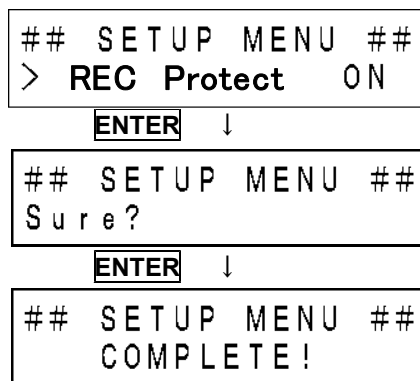 ## SETUP MENU ##
> REC Protect ON
ENTER ↓
## SETUP MENU ##
Sure?
ENTER ↓
## SETUP MENU ##
COMPLETE!